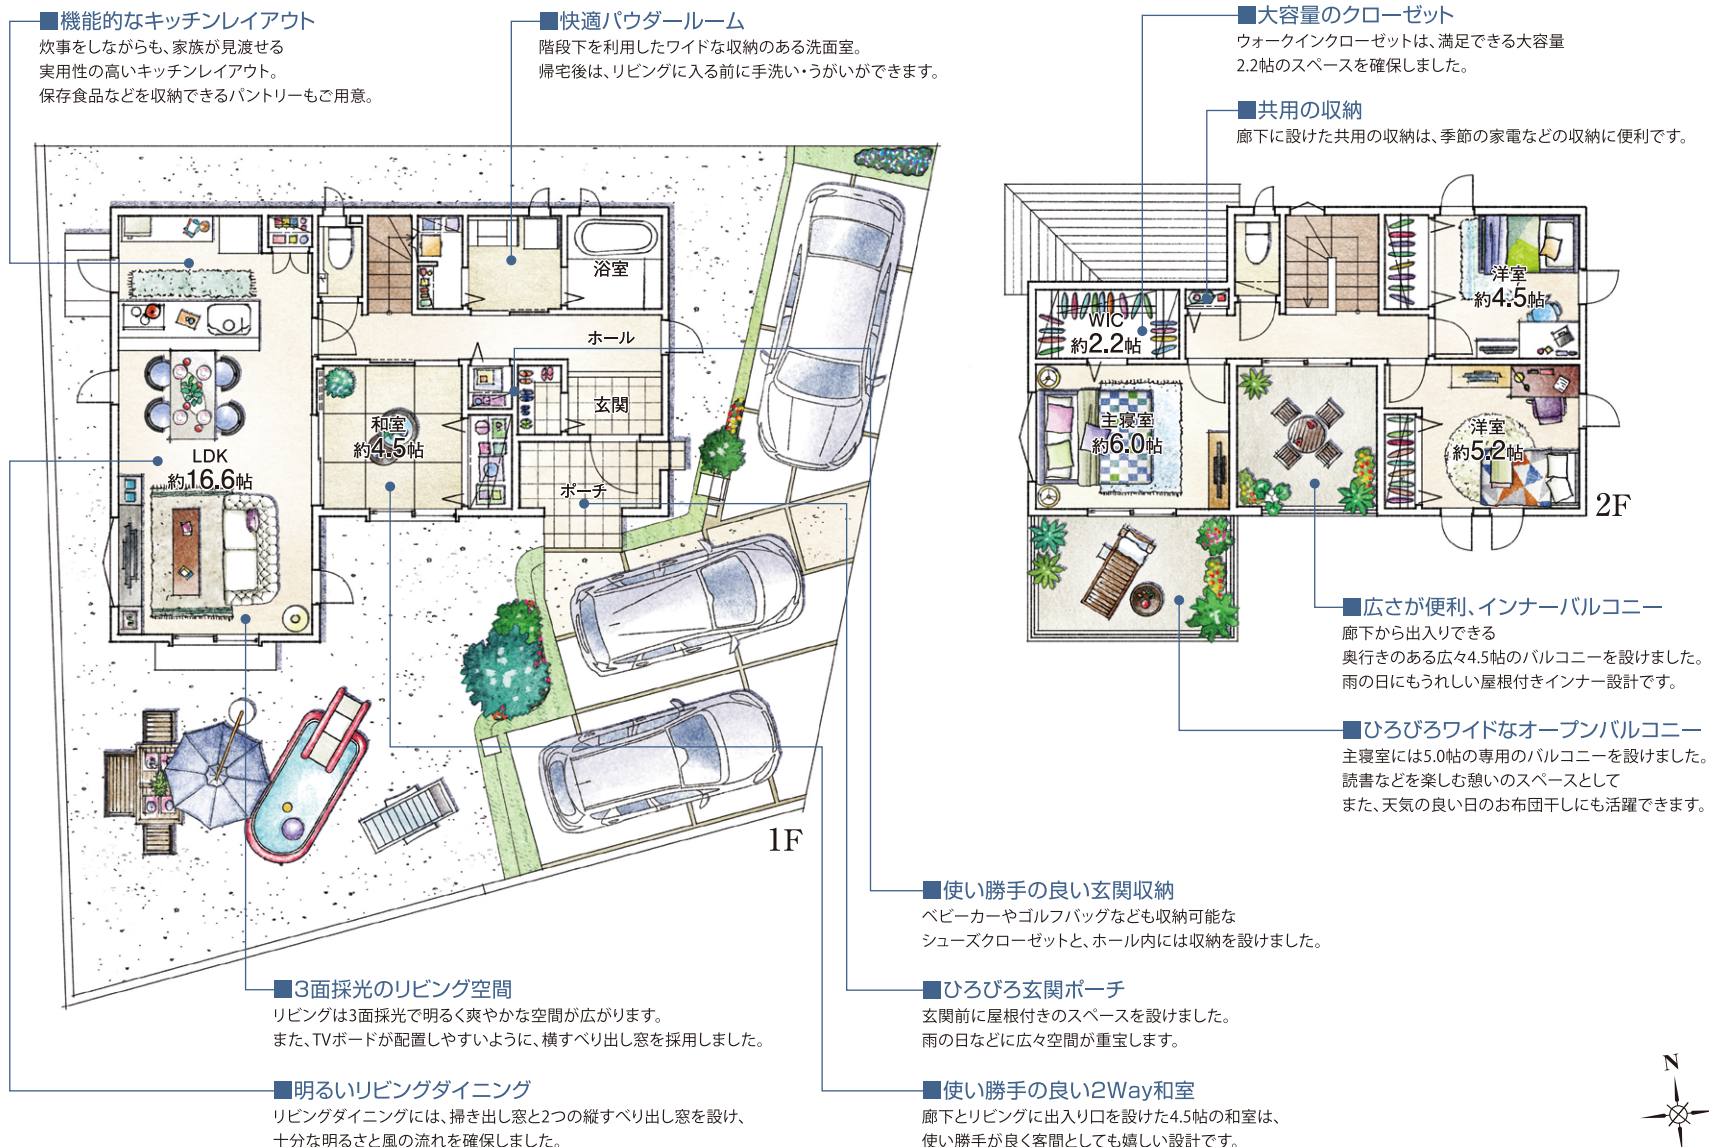 ■機能的なキッチンレイアウト
炊事をしながらも、家族が見渡せる
実用性の高いキッチンレイアウト。
保存食品などを収納できるパントリーもご用意。
■快適パウダールーム
階段下を利用したワイドな収納のある洗面室。
帰宅後は、リビングに入る前に手洗い・うがいができます。
■大容量のクローゼット
ウォークインクローゼットは、満足できる大容量
2.2帖のスペースを確保しました。
■共用の収納
廊下に設けた共用の収納は、季節の家電などの収納に便利です。
浴室
ホール
玄関
和室
約4.5帖
LDK
約16.6帖
ポーチ
1F
洋室
約4.5帖
WIC
約2.2帖
主寝室
約6.0帖
洋室
約5.2帖
2F
■広さが便利、インナーバルコニー
廊下から出入りできる
奥行きのある広々4.5帖のバルコニーを設けました。
雨の日にもうれしい屋根付きインナー設計です。
■ひろびろワイドなオープンバルコニー
主寝室には5.0帖の専用のバルコニーを設けました。
読書などを楽しむ憩いのスペースとして
また、天気の良い日のお布団干しにも活躍できます。
■使い勝手の良い玄関収納
ベビーカーやゴルフバッグなども収納可能な
シューズクローゼットと、ホール内には収納を設けました。
■3面採光のリビング空間
リビングは3面採光で明るく爽やかな空間が広がります。
また、TVボードが配置しやすいように、横すべり出し窓を採用しました。
■ひろびろ玄関ポーチ
玄関前に屋根付きのスペースを設けました。
雨の日などに広々空間が重宝します。
■明るいリビングダイニング
リビングダイニングには、掃き出し窓と2つの縦すべり出し窓を設け、
十分な明るさと風の流れを確保しました。
■使い勝手の良い2Way和室
廊下とリビングに出入り口を設けた4.5帖の和室は、
使い勝手が良く客間としても嬉しい設計です。
N